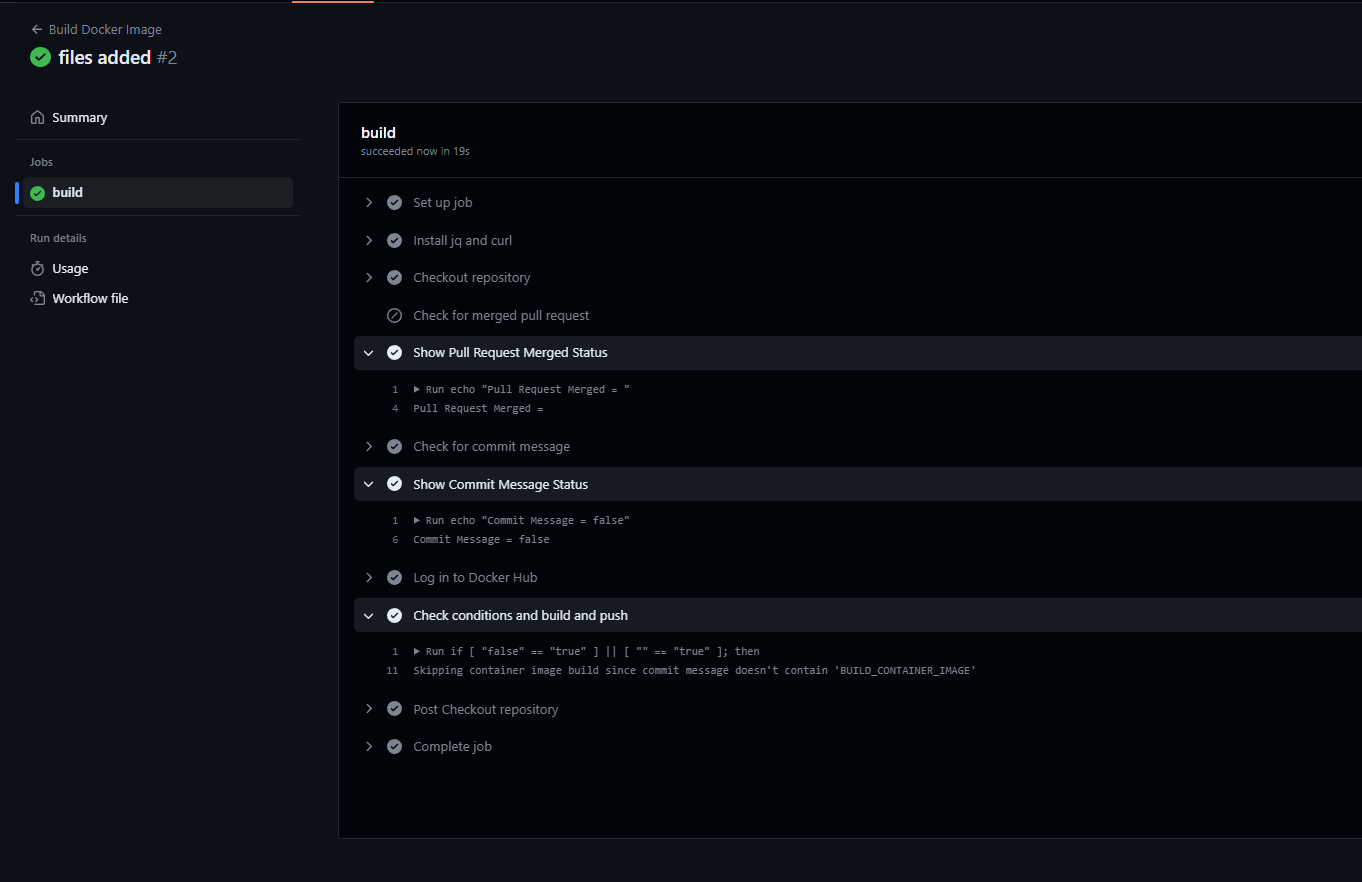 Build Docker Image
files added #2
Summary
Jobs
build
Run details
Usage
Workflow file
build
succeeded now in 19s
Set up job
Install jq and curl
Checkout repository
Check for merged pull request
Show Pull Request Merged Status
1 Run echo "Pull Request Merged = "
4 Pull Request Merged =
Check for commit message
Show Commit Message Status
1 Run echo "Commit Message = false"
6 Commit Message = false
Log in to Docker Hub
Check conditions and build and push
1 Run if [ "false" == "true" ] || [ "" == "true" ]; then
11 Skipping container image build since commit message doesn't contain 'BUILD_CONTAINER_IMAGE'
Post Checkout repository
Complete job